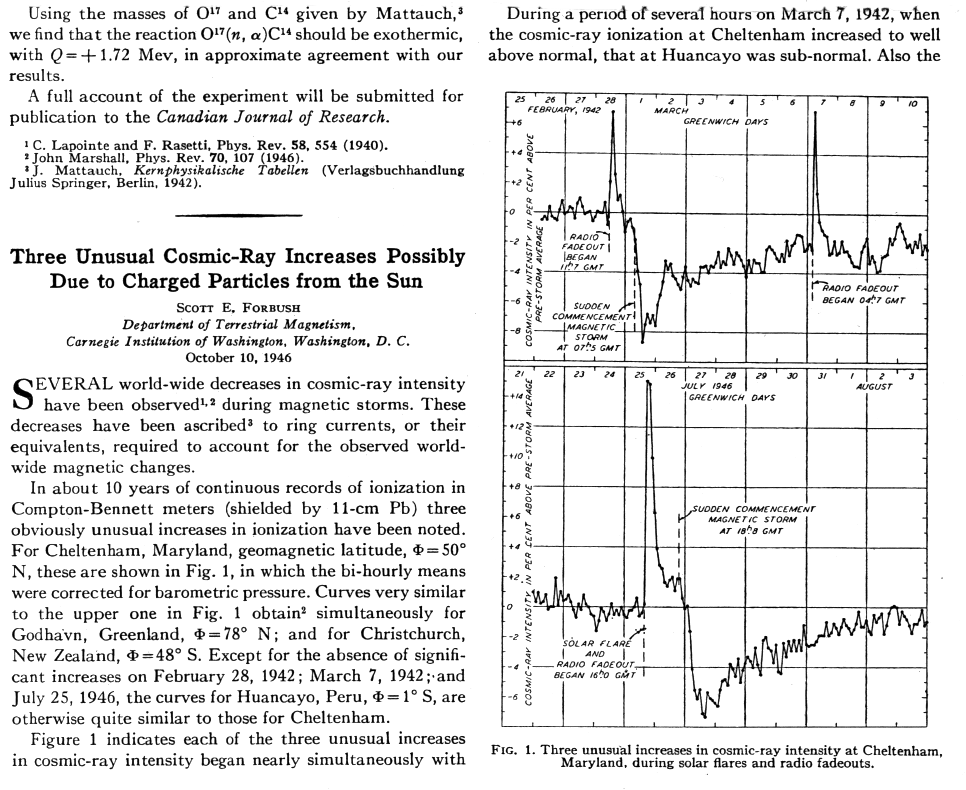 Using the masses of O¹⁷ and C¹⁴ given by Mattauch,³
we find that the reaction O¹⁷(n, α)C¹⁴ should be exothermic,
with Q=+1.72 Mev, in approximate agreement with our
results.
A full account of the experiment will be submitted for
publication to the Canadian Journal of Research.
¹ C. Lapointe and F. Rasetti, Phys. Rev. 58, 554 (1940).
² John Marshall, Phys. Rev. 70, 107 (1946).
³ J. Mattauch, Kernphysikalische Tabellen (Verlagsbuchhandlung
Julius Springer, Berlin, 1942).
Three Unusual Cosmic-Ray Increases Possibly
Due to Charged Particles from the Sun
SCOTT E. FORBUSH
Department of Terrestrial Magnetism,
Carnegie Institution of Washington, Washington, D. C.
October 10, 1946
SEVERAL world-wide decreases in cosmic-ray intensity
have been observed¹,² during magnetic storms. These
decreases have been ascribed³ to ring currents, or their
equivalents, required to account for the observed world-
wide magnetic changes.
In about 10 years of continuous records of ionization in
Compton-Bennett meters (shielded by 11-cm Pb) three
obviously unusual increases in ionization have been noted.
For Cheltenham, Maryland, geomagnetic latitude, Φ=50°
N, these are shown in Fig. 1, in which the bi-hourly means
were corrected for barometric pressure. Curves very similar
to the upper one in Fig. 1 obtain² simultaneously for
Godhavn, Greenland, Φ=78° N; and for Christchurch,
New Zealand, Φ=48° S. Except for the absence of signifi-
cant increases on February 28, 1942; March 7, 1942; and
July 25, 1946, the curves for Huancayo, Peru, Φ=1° S, are
otherwise quite similar to those for Cheltenham.
Figure 1 indicates each of the three unusual increases
in cosmic-ray intensity began nearly simultaneously with
During a period of several hours on March 7, 1942, when
the cosmic-ray ionization at Cheltenham increased to well
above normal, that at Huancayo was sub-normal. Also the
25 26 27 28 1 2 3 4 5 6 7 8 9 10
FEBRUARY, 1942 MARCH
GREENWICH DAYS
+6
+4
+2
0
-2
-4
-6
-8
COSMIC-RAY INTENSITY IN PER CENT ABOVE
PRE-STORM AVERAGE
RADIO
FADEOUT
BEGAN
11ʰ7 GMT
SUDDEN
COMMENCEMENT
MAGNETIC
STORM
AT 07ʰ5 GMT
RADIO FADEOUT
BEGAN 04ʰ7 GMT
21 22 23 24 25 26 27 28 29 30 31 1 2 3
JULY 1946 AUGUST
GREENWICH DAYS
+14
+12
+10
+8
+6
+4
+2
0
-2
-4
-6
COSMIC-RAY INTENSITY IN PER CENT ABOVE PRE-STORM AVERAGE
SUDDEN COMMENCEMENT
MAGNETIC STORM
AT 18ʰ8 GMT
SOLAR FLARE
AND
RADIO FADEOUT
BEGAN 16ʰ0 GMT
FIG. 1. Three unusual increases in cosmic-ray intensity at Cheltenham,
Maryland, during solar flares and radio fadeouts.